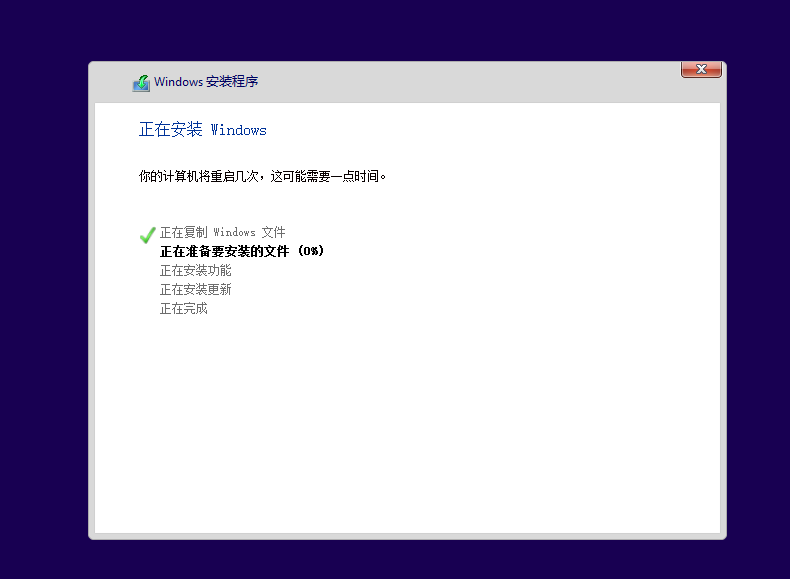 Windows 安装程序
正在安装 Windows
你的计算机将重启几次，这可能需要一点时间。
正在复制 Windows 文件
正在准备要安装的文件 (0%)
正在安装功能
正在安装更新
正在完成